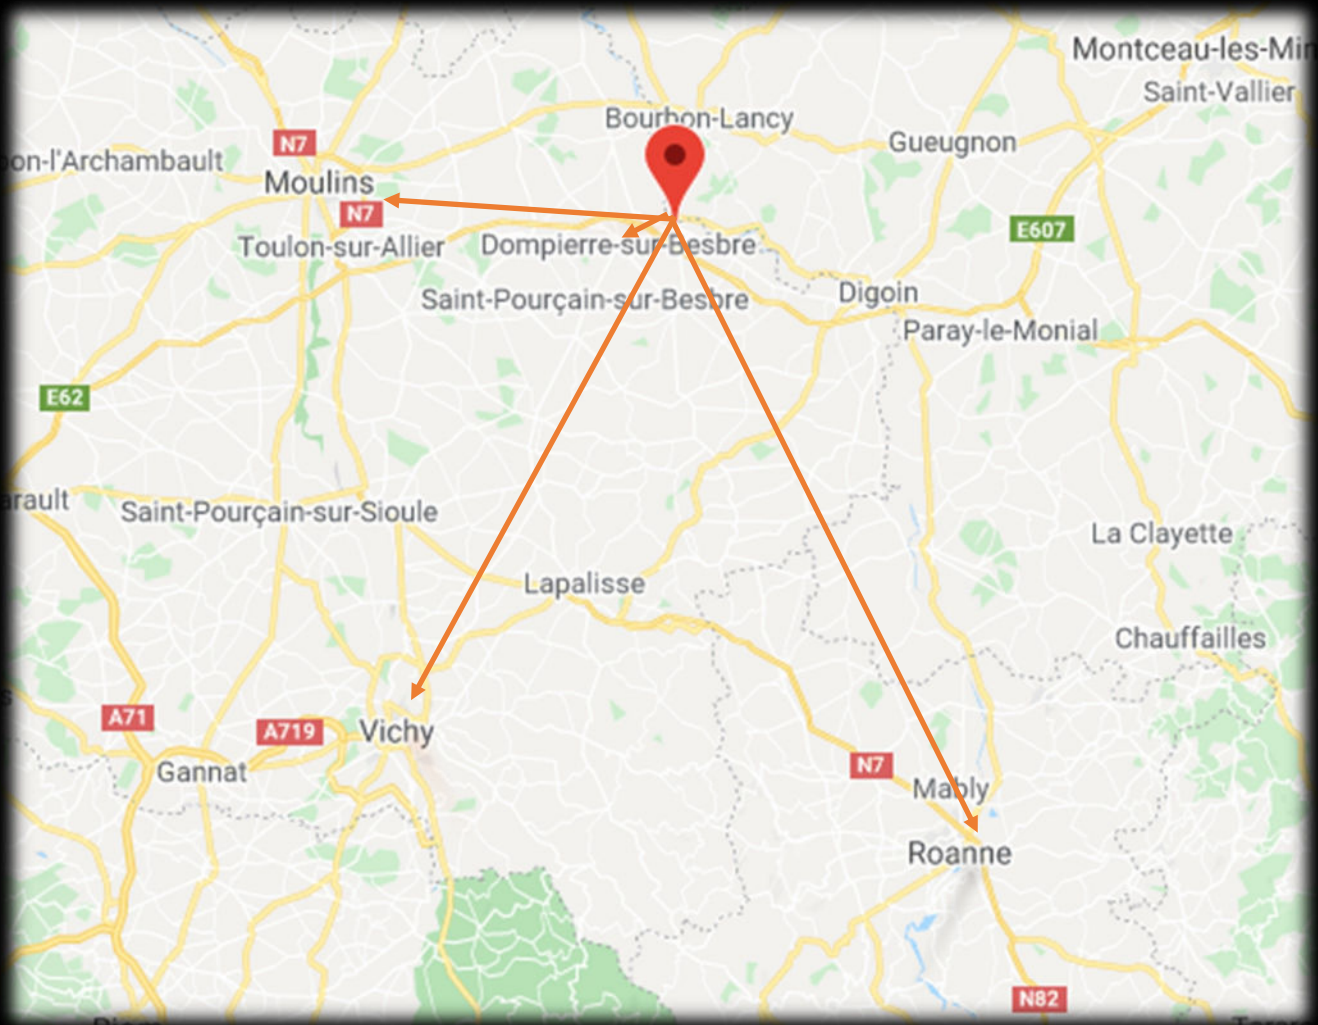 Montceau-les-Min
Saint-Vallier
Bourbon-Lancy
N7
Gueugnon
on-l'Archambault
Moulins
N7
E607
Toulon-sur-Allier
Dompierre-sur-Besbre
Digoin
Saint-Pourçain-sur-Besbre
Paray-le-Monial
E62
arault
Saint-Pourçain-sur-Sioule
La Clayette
Lapalisse
Chauffailles
s
A71
A719
Vichy
Gannat
N7
Mably
Roanne
N82